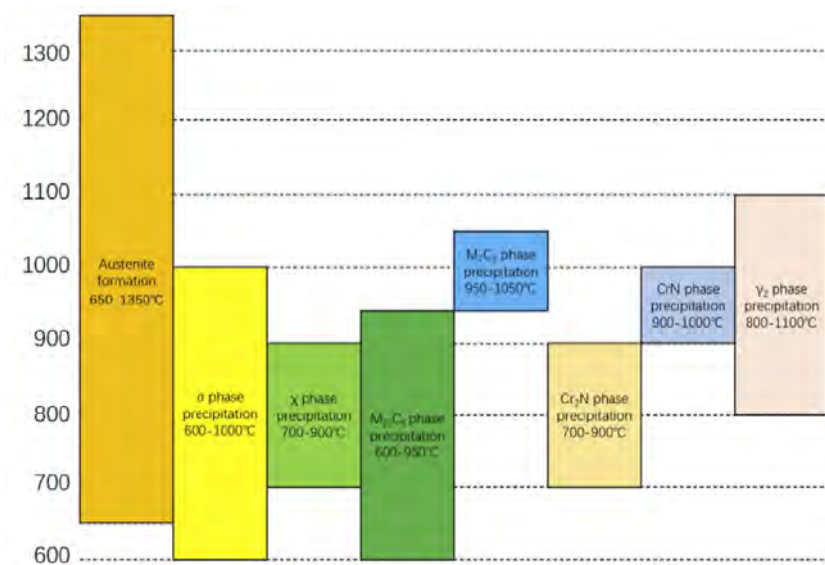 1300
1200
1100
1000
900
800
700
600
Austenite
formation
650-1350℃
σ phase
precipitation
600-1000℃
χ phase
precipitation
700-900℃
M₂₃C₆ phase
precipitation
600-950℃
M₇C₃ phase
precipitation
950-1050℃
Cr₂N phase
precipitation
700-900℃
CrN phase
precipitation
900-1000℃
γ₂ phase
precipitation
800-1100℃